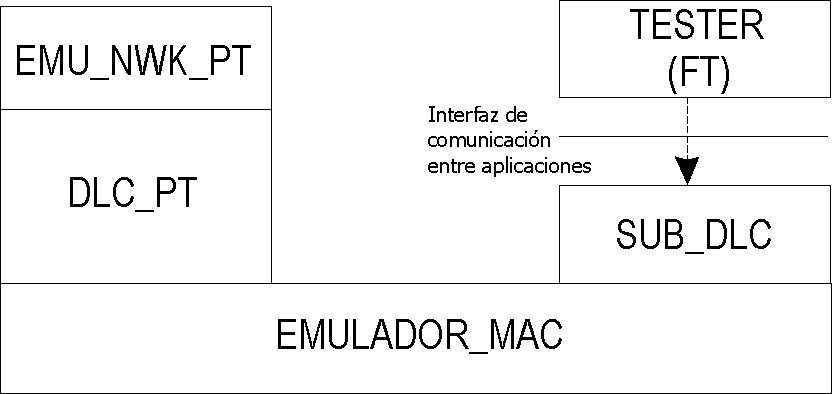 EMU_NWK_PT
DLC_PT
TESTER
(FT)
Interfaz de
comunicación
entre aplicaciones
SUB_DLC
EMULADOR_MAC